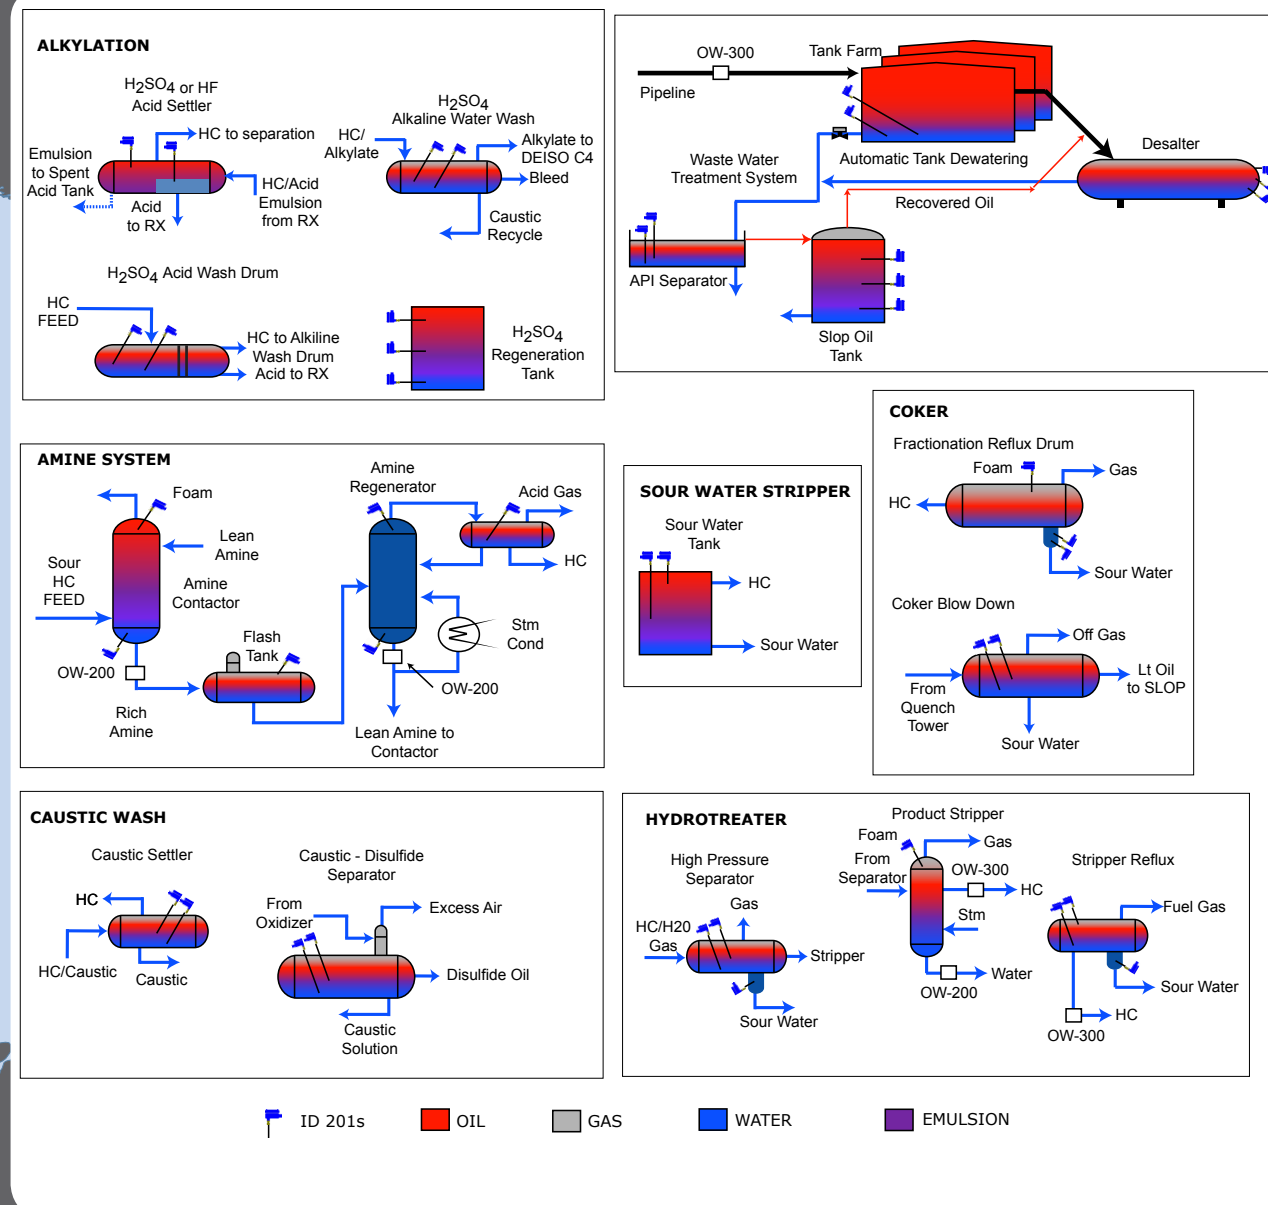 ALKYLATION
H2SO4 or HF
Acid Settler
HC to separation
Emulsion
to Spent
Acid Tank
Acid
to RX
HC/Acid
Emulsion
from RX
H2SO4
Alkaline Water Wash
HC/
Alkylate
Alkylate to
DEISO C4
Bleed
Caustic
Recycle
H2SO4 Acid Wash Drum
HC
FEED
HC to Alkiline
Wash Drum
Acid to RX
H2SO4
Regeneration
Tank
OW-300
Tank Farm
Pipeline
Automatic Tank Dewatering
Desalter
Waste Water
Treatment System
Recovered Oil
API Separator
Slop Oil
Tank
AMINE SYSTEM
Foam
Lean
Amine
Sour
HC
FEED
Amine
Contactor
OW-200
Rich
Amine
Flash
Tank
Amine
Regenerator
Acid Gas
HC
Stm
Cond
OW-200
Lean Amine to
Contactor
SOUR WATER STRIPPER
Sour Water
Tank
HC
Sour Water
COKER
Fractionation Reflux Drum
Foam
Gas
HC
Sour Water
Coker Blow Down
Off Gas
Lt Oil
to SLOP
From
Quench
Tower
Sour Water
CAUSTIC WASH
Caustic Settler
HC
HC/Caustic
Caustic
Caustic - Disulfide
Separator
From
Oxidizer
Excess Air
Disulfide Oil
Caustic
Solution
HYDROTREATER
High Pressure
Separator
Gas
HC/H20
Gas
Stripper
Sour Water
Product Stripper
Foam
Gas
From
Separator
OW-300
HC
Stm
Water
OW-200
Stripper Reflux
Fuel Gas
Sour Water
HC
OW-300
ID 201s
OIL
GAS
WATER
EMULSION